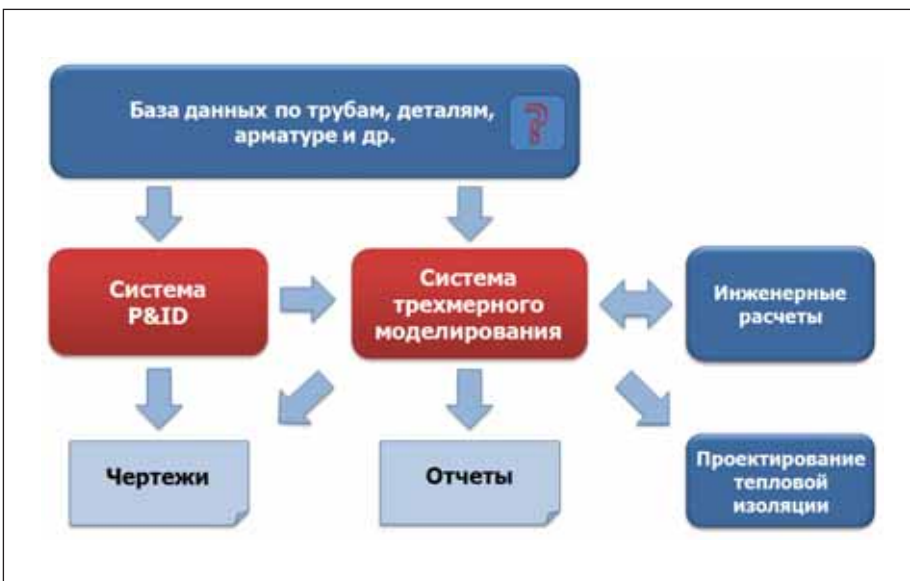 База данных по трубам, деталям,
арматуре и др.
Система
P&ID
Система
трехмерного
моделирования
Инженерные
расчеты
Чертежи
Отчеты
Проектирование
тепловой
изоляции